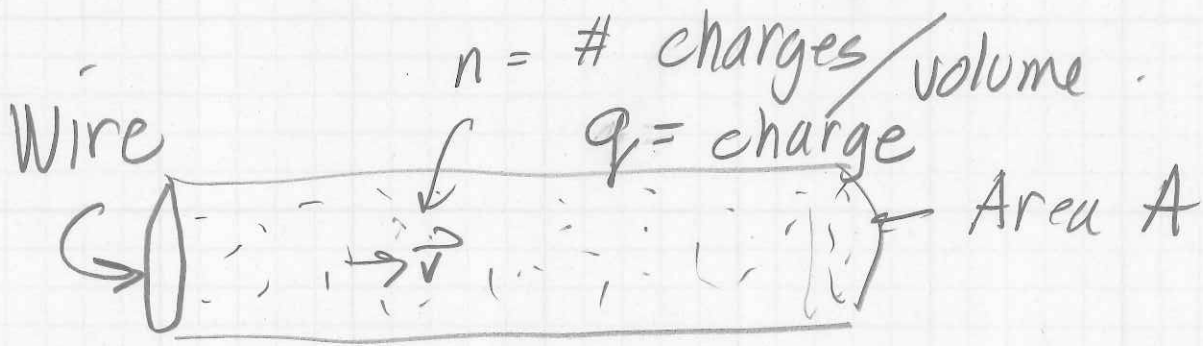 n = # charges/volume
Wire
q = charge
Area A
v⃗